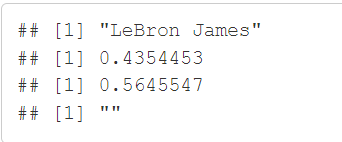 ## [1] "LeBron James"
## [1] 0.4354453
## [1] 0.5645547
## [1] ""